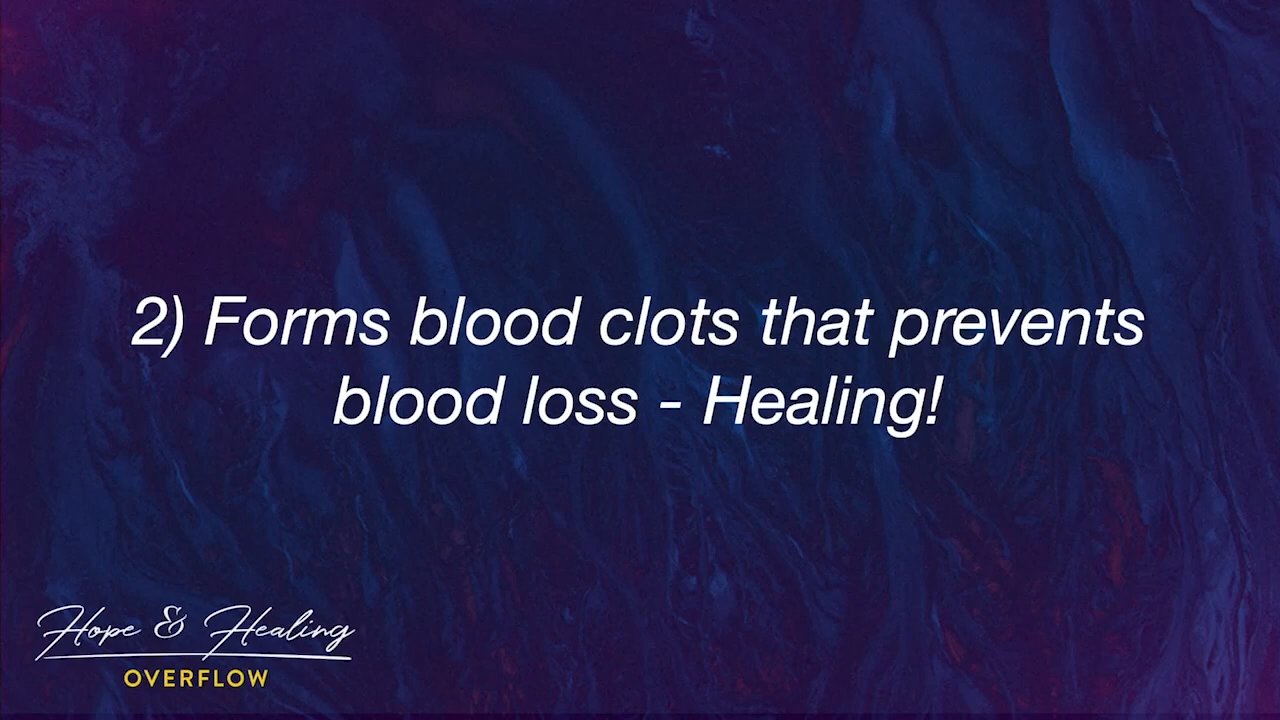 2) Forms blood clots that prevents
blood loss - Healing!
Hope & Healing
OVERFLOW